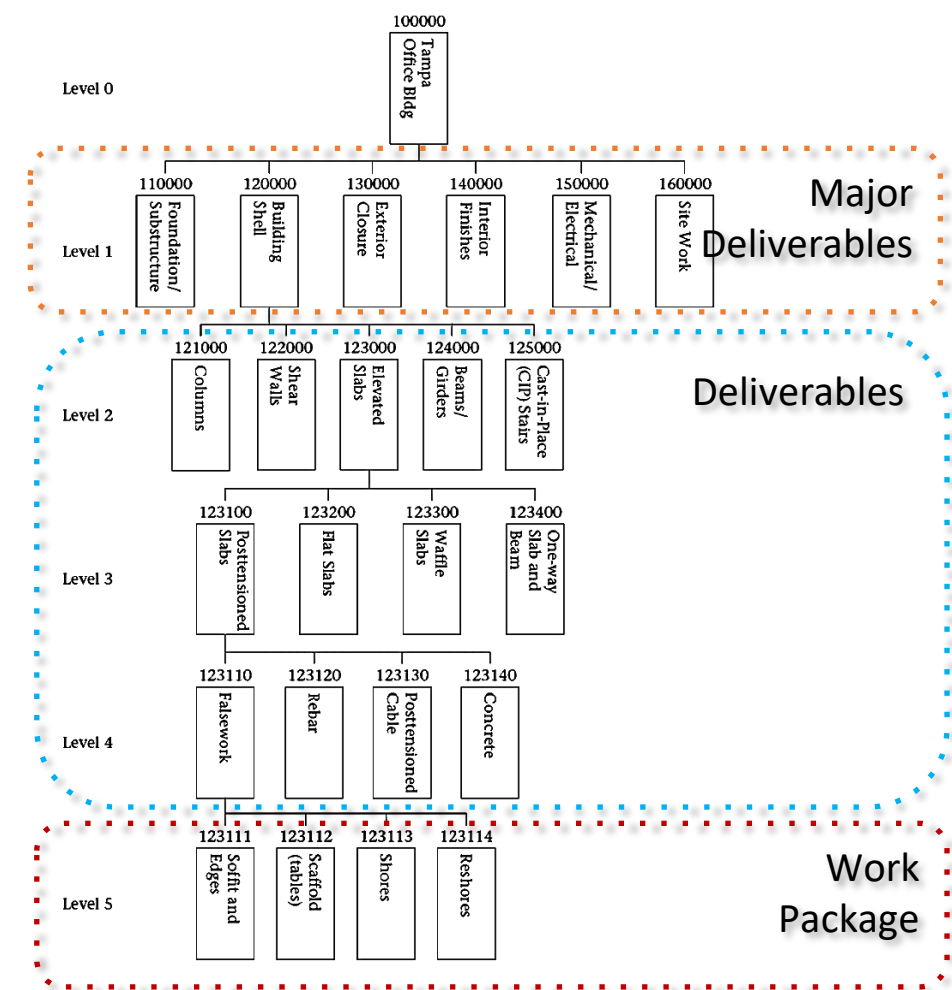 100000
Tampa
Office Bldg
Level 0
110000
120000
130000
140000
150000
160000
Major
Deliverables
Level 1
Foundation/
Substructure
Building
Shell
Exterior
Closure
Interior
Finishes
Mechanical/
Electrical
Site Work
121000
122000
123000
124000
125000
Deliverables
Level 2
Columns
Shear
Walls
Elevated
Slabs
Beams/
Girders
Cast-in-Place
(CIP) Stairs
123100
123200
123300
123400
Level 3
Posttensioned
Slabs
Flat Slabs
Waffle
Slabs
One-way
Slab and
Beam
123110
123120
123130
123140
Level 4
Falsework
Rebar
Posttensioned
Cable
Concrete
123111
123112
123113
123114
Work
Package
Level 5
Soffit and
Edges
Scaffold
(tables)
Shores
Reshores